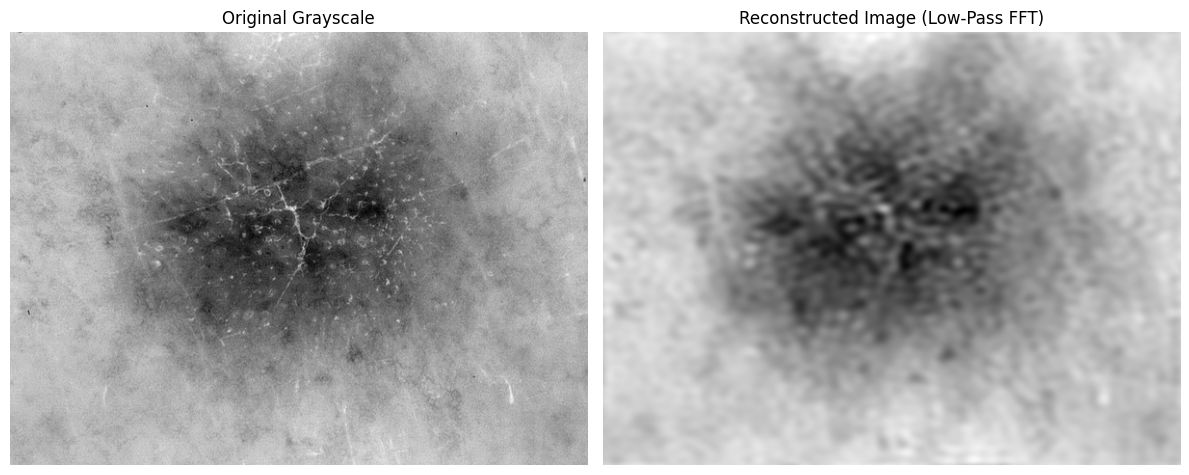 Original Grayscale
Reconstructed Image (Low-Pass FFT)